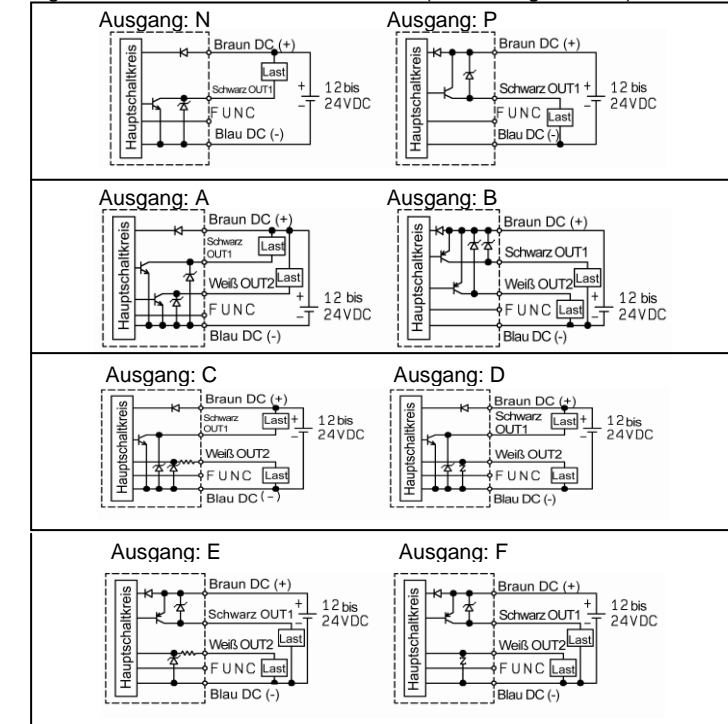 Ausgang: N
Hauptschaltkreis
Braun DC (+)
Last
Schwarz OUT1
FUNC
Blau DC (-)
+
−
12 bis
24VDC
Ausgang: P
Hauptschaltkreis
Braun DC (+)
Schwarz OUT1
FUNC
Last
Blau DC (-)
+
−
12 bis
24VDC
Ausgang: A
Hauptschaltkreis
Braun DC (+)
Schwarz
OUT1
Last
Weiß OUT2
Last
FUNC
Blau DC (-)
+
−
12 bis
24VDC
Ausgang: B
Hauptschaltkreis
Braun DC (+)
Schwarz OUT1
Last
Weiß OUT2
FUNC
Last
Blau DC (-)
+
−
12 bis
24VDC
Ausgang: C
Hauptschaltkreis
Braun DC (+)
Schwarz
OUT1
Last
Weiß OUT2
FUNC
Last
Blau DC (-)
+
−
12 bis
24VDC
Ausgang: D
Hauptschaltkreis
Braun DC (+)
Schwarz
OUT1
Last
Weiß OUT2
FUNC
Last
Blau DC (-)
+
−
12 bis
24VDC
Ausgang: E
Hauptschaltkreis
Braun DC (+)
Schwarz OUT1
Last
Weiß OUT2
FUNC
Last
Blau DC (-)
+
−
12 bis
24VDC
Ausgang: F
Hauptschaltkreis
Braun DC (+)
Schwarz OUT1
Last
Weiß OUT2
FUNC
Last
Blau DC (-)
+
−
12 bis
24VDC